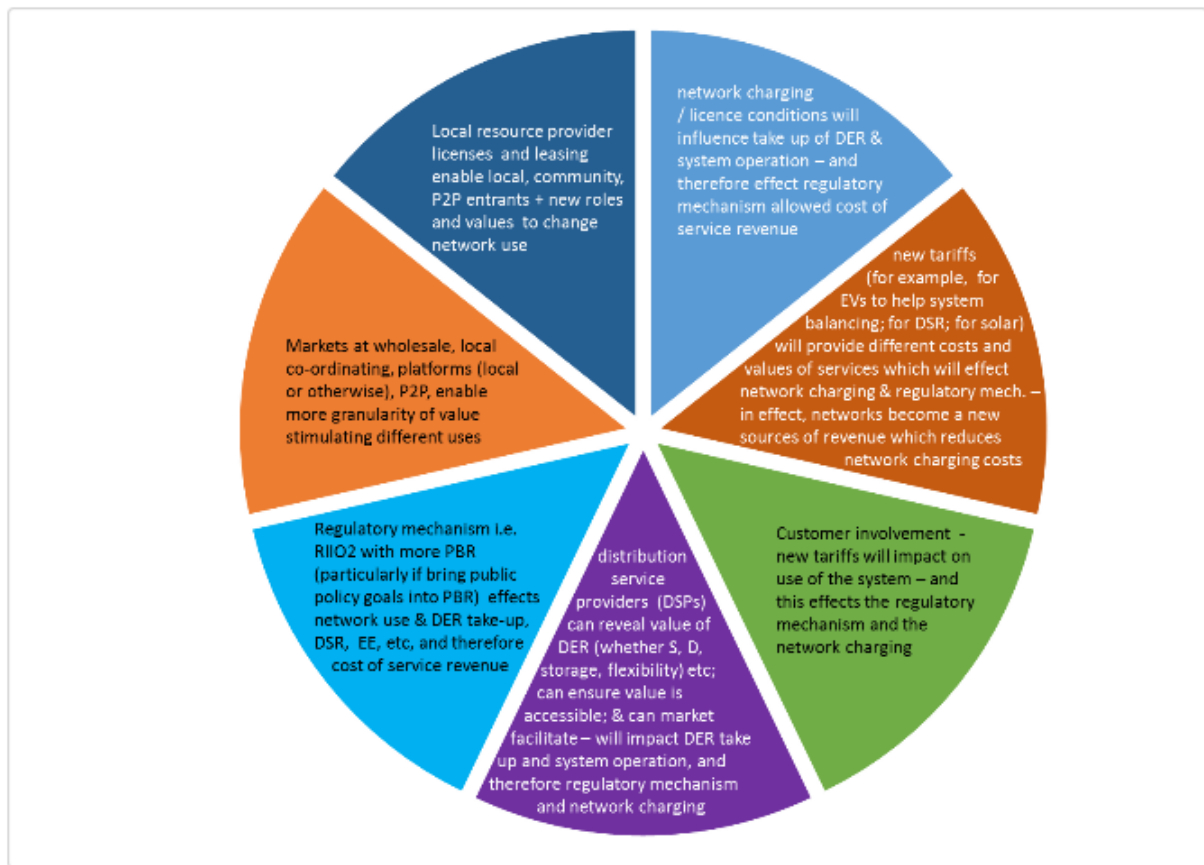 network charging
/ licence conditions will
influence take up of DER &
system operation – and
therefore effect regulatory
mechanism allowed cost of
service revenue
new tariffs
(for example, for
EVs to help system
balancing; for DSR; for solar)
will provide different costs and
values of services which will effect
network charging & regulatory mech. –
in effect, networks become a new
sources of revenue which reduces
network charging costs
Customer involvement -
new tariffs will impact on
use of the system – and
this effects the regulatory
mechanism and the
network charging
distribution
service
providers (DSPs)
can reveal value of
DER (whether S, D,
storage, flexibility) etc;
can ensure value is
accessible; & can market
facilitate – will impact DER take
up and system operation, and
therefore regulatory mechanism
and network charging
Regulatory mechanism i.e.
RIIO2 with more PBR
(particularly if bring public
policy goals into PBR) effects
network use & DER take-up,
DSR, EE, etc, and therefore
cost of service revenue
Markets at wholesale, local
co-ordinating, platforms (local
or otherwise), P2P, enable
more granularity of value
stimulating different uses
Local resource provider
licenses and leasing
enable local, community,
P2P entrants + new roles
and values to change
network use